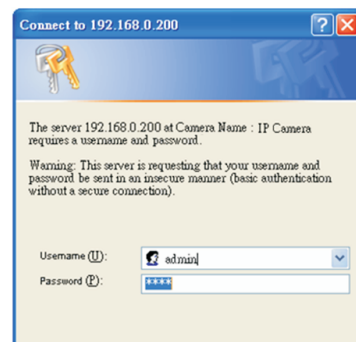 Connect to 192.168.0.200
The server 192.168.0.200 at Camera Name : IP Camera
requires a username and password.
Warning: This server is requesting that your username and
password be sent in an insecure manner (basic authentication
without a secure connection).
Username (U): admin
Password (P): ****